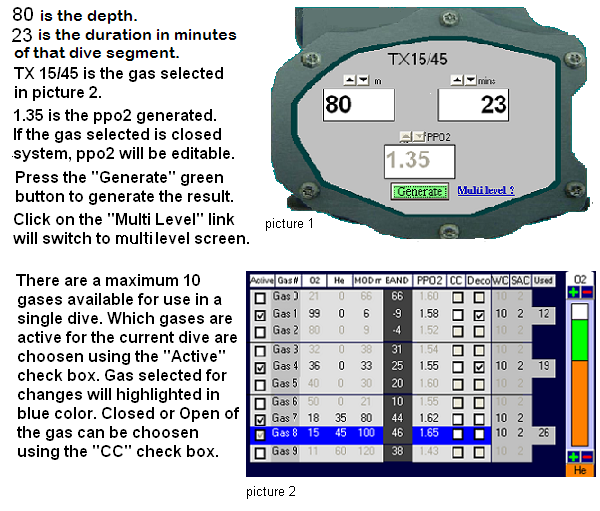 80 is the depth.
23 is the duration in minutes
of that dive segment.
TX 15/45 is the gas selected
in picture 2.
1.35 is the ppo2 generated.
If the gas selected is closed
system, ppo2 will be editable.
Press the "Generate" green
button to generate the result.
Click on the "Multi Level" link
will switch to multi level screen.
TX15/45
m
mins
80
23
PPO2
1.35
Generate
Multi level ?
picture 1
There are a maximum 10
gases available for use in a
single dive. Which gases are
active for the current dive are
choosen using the "Active"
check box. Gas selected for
changes will highlighted in
blue color. Closed or Open of
the gas can be choosen
using the "CC" check box.
Active Gas# O2 He MOD m EAND PPO2 CC Deco WC SAC Used
Gas 0 21 0 66 66 1.60 10 2
Gas 1 99 0 6 -9 1.58 10 2 12
Gas 2 80 0 9 -4 1.52 10 2
Gas 3 32 0 38 31 1.54 10 2
Gas 4 36 0 33 25 1.55 10 2 19
Gas 5 40 0 30 20 1.60 10 2
Gas 6 50 0 21 10 1.55 10 2
Gas 7 18 35 80 44 1.62 10 2
Gas 8 15 45 100 46 1.65 10 2 26
Gas 9 11 60 120 38 1.43 10 2
O2
He
picture 2